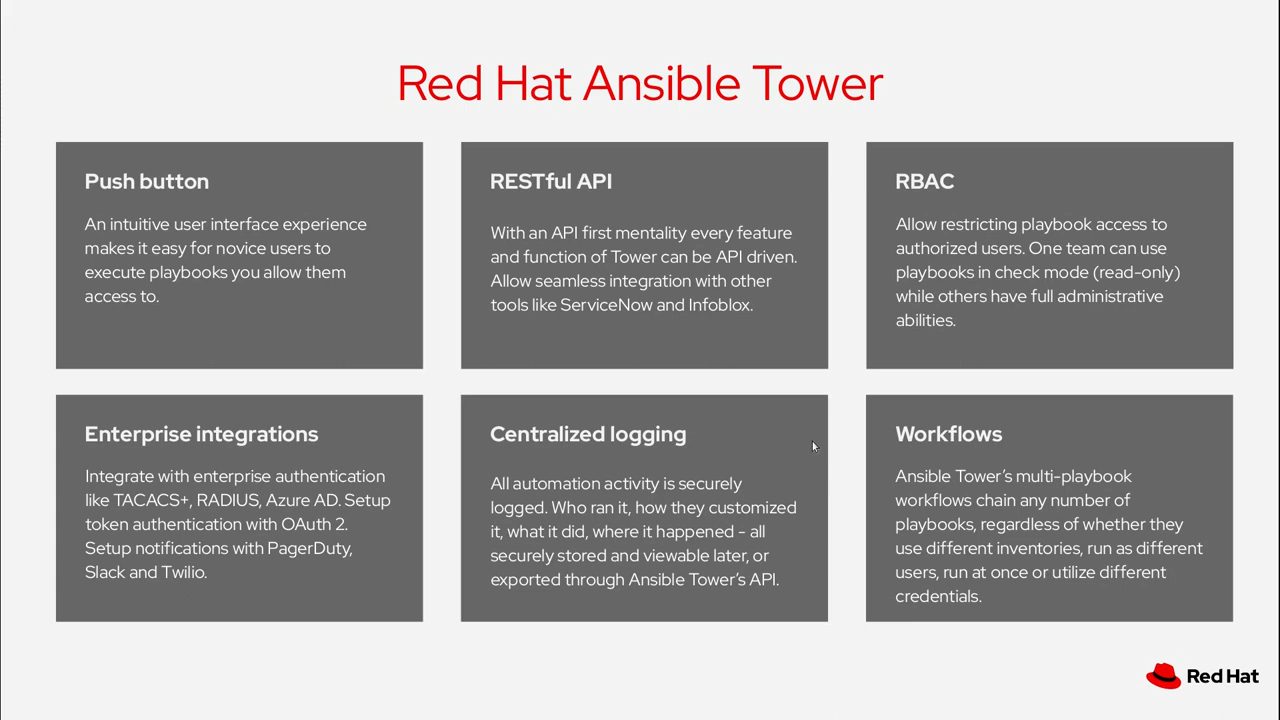 Red Hat Ansible Tower
Push button
An intuitive user interface experience
makes it easy for novice users to
execute playbooks you allow them
access to.
RESTful API
With an API first mentality every feature
and function of Tower can be API driven.
Allow seamless integration with other
tools like ServiceNow and Infoblox.
RBAC
Allow restricting playbook access to
authorized users. One team can use
playbooks in check mode (read-only)
while others have full administrative
abilities.
Enterprise integrations
Integrate with enterprise authentication
like TACACS+, RADIUS, Azure AD. Setup
token authentication with OAuth 2.
Setup notifications with PagerDuty,
Slack and Twilio.
Centralized logging
All automation activity is securely
logged. Who ran it, how they customized
it, what it did, where it happened - all
securely stored and viewable later, or
exported through Ansible Tower’s API.
Workflows
Ansible Tower’s multi-playbook
workflows chain any number of
playbooks, regardless of whether they
use different inventories, run as different
users, run at once or utilize different
credentials.
Red Hat